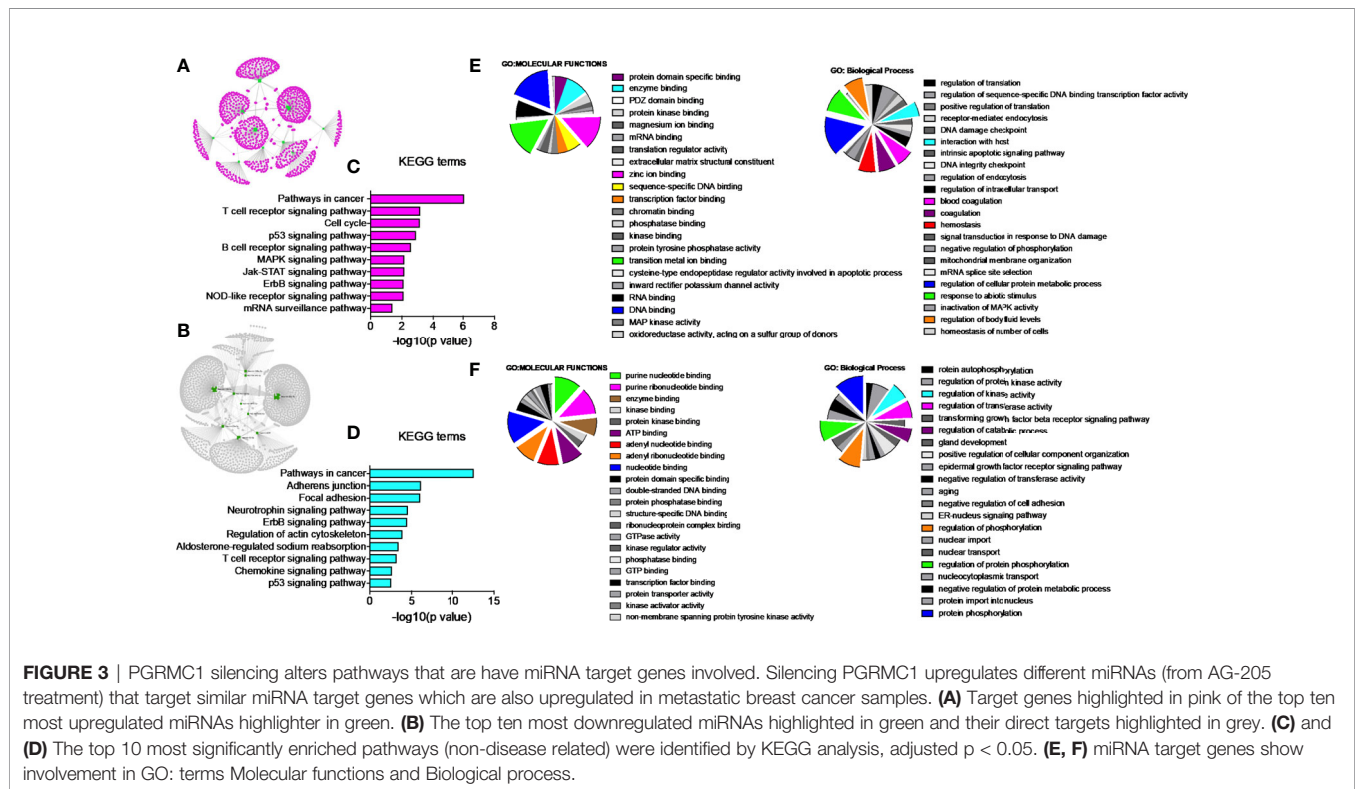 A
C
KEGG terms
Pathways in cancer
T cell receptor signaling pathway
Cell cycle
p53 signaling pathway
B cell receptor signaling pathway
MAPK signaling pathway
Jak-STAT signaling pathway
ErbB signaling pathway
NOD-like receptor signaling pathway
mRNA surveillance pathway
0 2 4 6 8
-log10(p value)
B
D
KEGG terms
Pathways in cancer
Adherens junction
Focal adhesion
Neurotrophin signaling pathway
ErbB signaling pathway
Regulation of actin cytoskeleton
Aldosterone-regulated sodium reabsorption
T cell receptor signaling pathway
Chemokine signaling pathway
p53 signaling pathway
0 5 10 15
-log10(p value)
E
GO:MOLECULAR FUNCTIONS
protein domain specific binding
enzyme binding
PDZ domain binding
protein kinase binding
magnesium ion binding
mRNA binding
translation regulator activity
extracellular matrix structural constituent
zinc ion binding
sequence-specific DNA binding
transcription factor binding
chromatin binding
phosphatase binding
kinase binding
protein tyrosine phosphatase activity
transition metal ion binding
cysteine-type endopeptidase regulator activity involved in apoptotic process
inward rectifier potassium channel activity
RNA binding
DNA binding
MAP kinase activity
oxidoreductase activity, acting on a sulfur group of donors
GO: Biological Process
regulation of translation
regulation of sequence-specific DNA binding transcription factor activity
positive regulation of translation
receptor-mediated endocytosis
DNA damage checkpoint
interaction with host
intrinsic apoptotic signaling pathway
DNA integrity checkpoint
regulation of endocytosis
regulation of intracellular transport
blood coagulation
coagulation
hemostasis
signal transduction in response to DNA damage
negative regulation of phosphorylation
mitochondrial membrane organization
mRNA splice site selection
regulation of cellular protein metabolic process
response to abiotic stimulus
inactivation of MAPK activity
regulation of body fluid levels
homeostasis of number of cells
F
GO:MOLECULAR FUNCTIONS
purine nucleotide binding
purine ribonucleotide binding
enzyme binding
kinase binding
protein kinase binding
ATP binding
adenyl nucleotide binding
adenyl ribonucleotide binding
nucleotide binding
protein domain specific binding
double-stranded DNA binding
protein phosphatase binding
structure-specific DNA binding
ribonucleoprotein complex binding
GTPase activity
kinase regulator activity
phosphatase binding
GTP binding
transcription factor binding
protein transporter activity
kinase activator activity
non-membrane spanning protein tyrosine kinase activity
GO: Biological Process
rotein autophosphorylation
regulation of protein kinase activity
regulation of kinase activity
regulation of transferase activity
transforming growth factor beta receptor signaling pathway
regulation of catabolic process
gland development
positive regulation of cellular component organization
epidermal growth factor receptor signaling pathway
negative regulation of transferase activity
aging
negative regulation of cell adhesion
ER-nucleus signaling pathway
regulation of phosphorylation
nuclear import
nuclear transport
regulation of protein phosphorylation
nucleocytoplasmic transport
negative regulation of protein metabolic process
protein import into nucleus
protein phosphorylation
FIGURE 3 | PGRMC1 silencing alters pathways that are have miRNA target genes involved. Silencing PGRMC1 upregulates different miRNAs (from AG-205
treatment) that target similar miRNA target genes which are also upregulated in metastatic breast cancer samples. (A) Target genes highlighted in pink of the top ten
most upregulated miRNAs highlighter in green. (B) The top ten most downregulated miRNAs highlighted in green and their direct targets highlighted in grey. (C) and
(D) The top 10 most significantly enriched pathways (non-disease related) were identified by KEGG analysis, adjusted p < 0.05. (E, F) miRNA target genes show
involvement in GO: terms Molecular functions and Biological process.